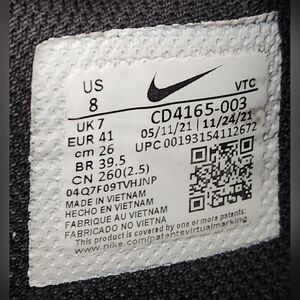 US
8
VTC
UK 7
CD4165-003
EUR 41
05/11/21 | 11/24/21
cm 26
UPC 00193154112672
BR 39.5
CN 260(2.5)
04Q7F09TVHJNP
MADE IN VIETNAM
HECHO EN VIETNAM
FABRIQUE AU VIETNAM
FABRICADO NO VIETNA
This product is covered by one or more patents:
www.nike.com/patentsvirtualmarking